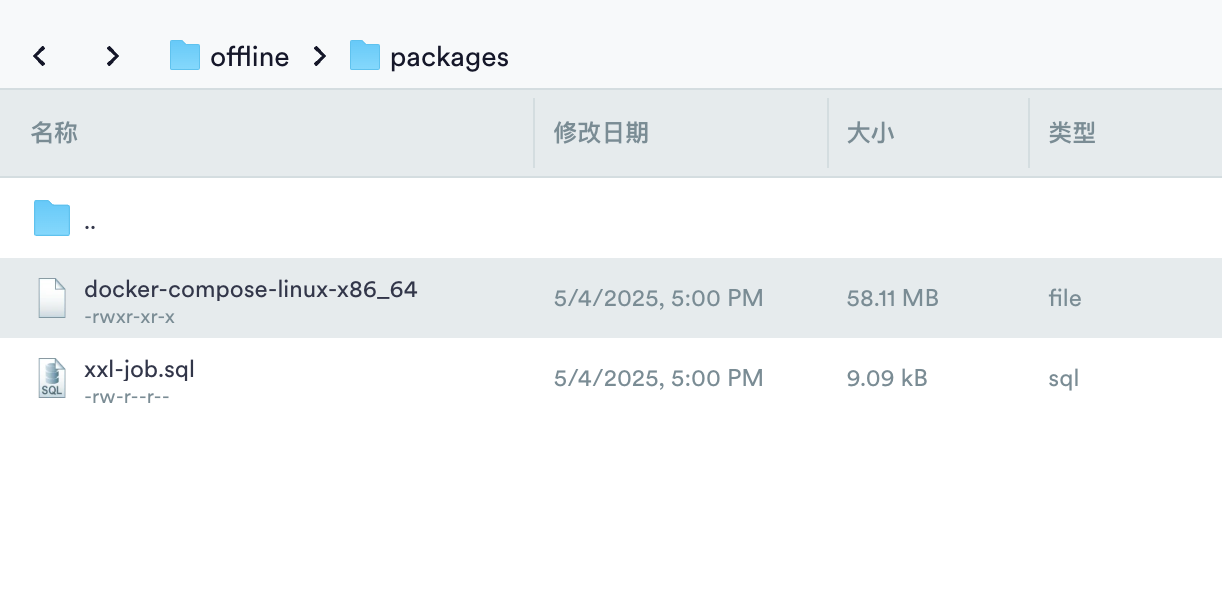 offline packages
名称 修改日期 大小 类型
..
docker-compose-linux-x86_64 5/4/2025, 5:00 PM 58.11 MB file
-rwxr-xr-x
xxl-job.sql 5/4/2025, 5:00 PM 9.09 kB sql
SQL
-rw-r--r--